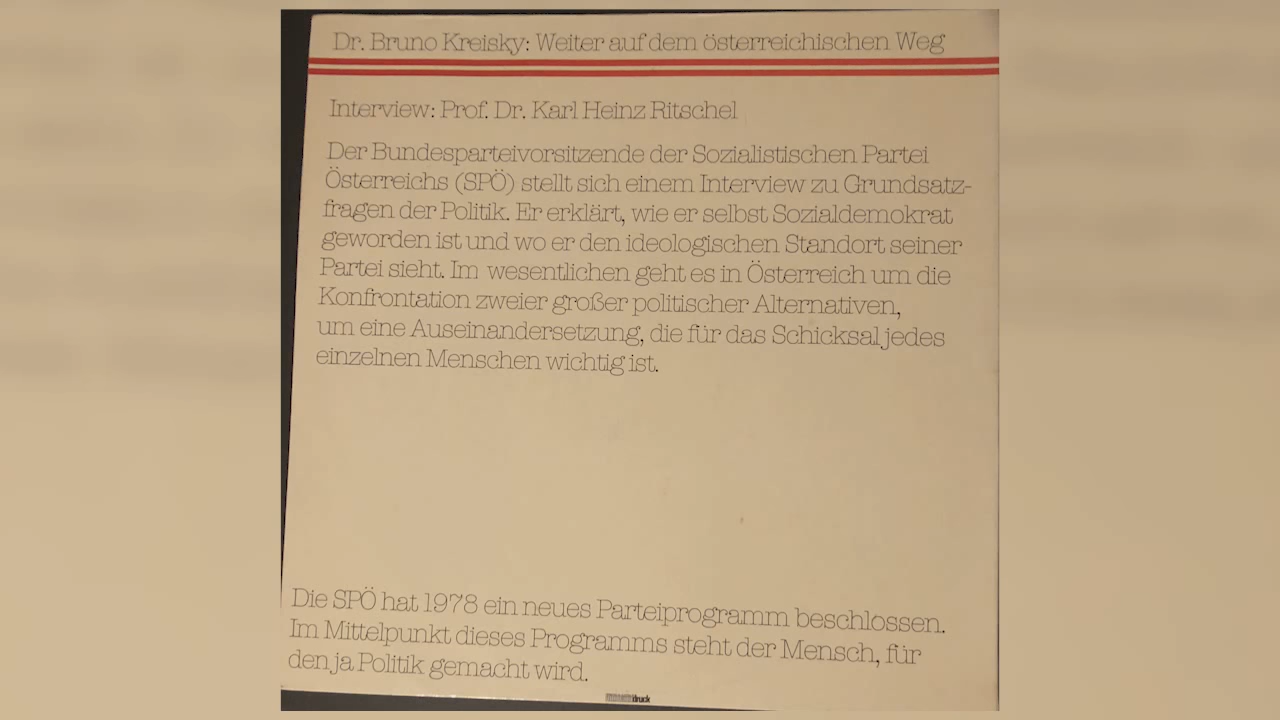 Dr. Bruno Kreisky: Weiter auf dem österreichischen Weg
Interview: Prof. Dr. Karl Heinz Ritschel
Der Bundesparteivorsitzende der Sozialistischen Partei
Österreichs (SPÖ) stellt sich einem Interview zu Grundsatz-
fragen der Politik. Er erklärt, wie er selbst Sozialdemokrat
geworden ist und wo er den ideologischen Standort seiner
Partei sieht. Im wesentlichen geht es in Österreich um die
Konfrontation zweier großer politischer Alternativen,
um eine Auseinandersetzung, die für das Schicksal jedes
einzelnen Menschen wichtig ist.
Die SPÖ hat 1978 ein neues Parteiprogramm beschlossen.
Im Mittelpunkt dieses Programms steht der Mensch, für
den ja Politik gemacht wird.
druck